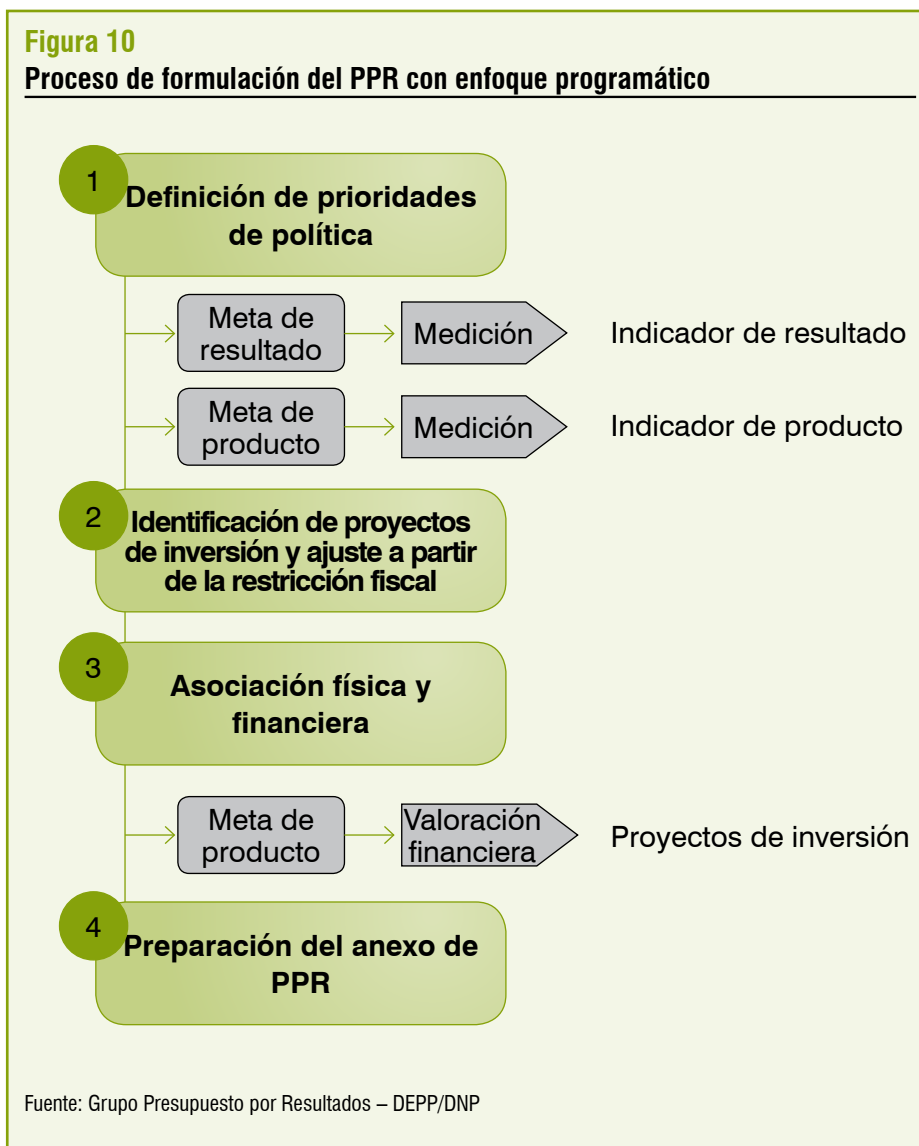 Figura 10
Proceso de formulación del PPR con enfoque programático
1
Definición de prioridades
de política
Meta de
resultado
Medición
Indicador de resultado
Meta de
producto
Medición
Indicador de producto
2
Identificación de proyectos
de inversión y ajuste a partir
de la restricción fiscal
3
Asociación física y
financiera
Meta de
producto
Valoración
financiera
Proyectos de inversión
4
Preparación del anexo de
PPR
Fuente: Grupo Presupuesto por Resultados – DEPP/DNP